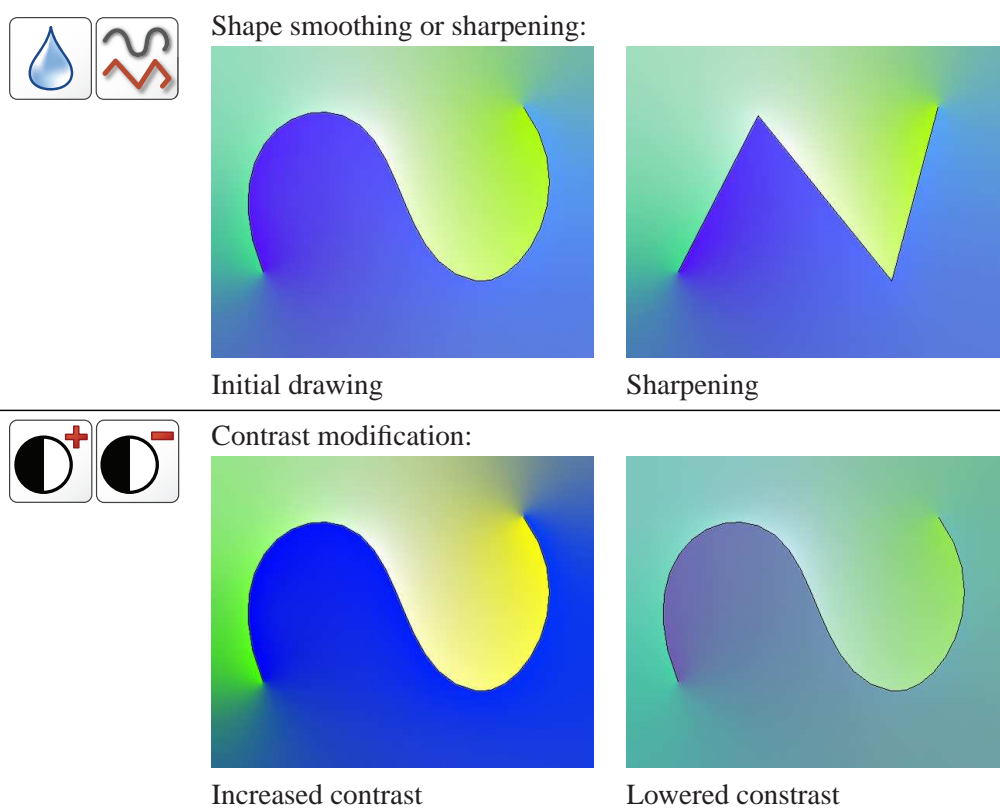 Shape smoothing or sharpening:
Initial drawing
Sharpening
Contrast modification:
Increased contrast
Lowered constrast